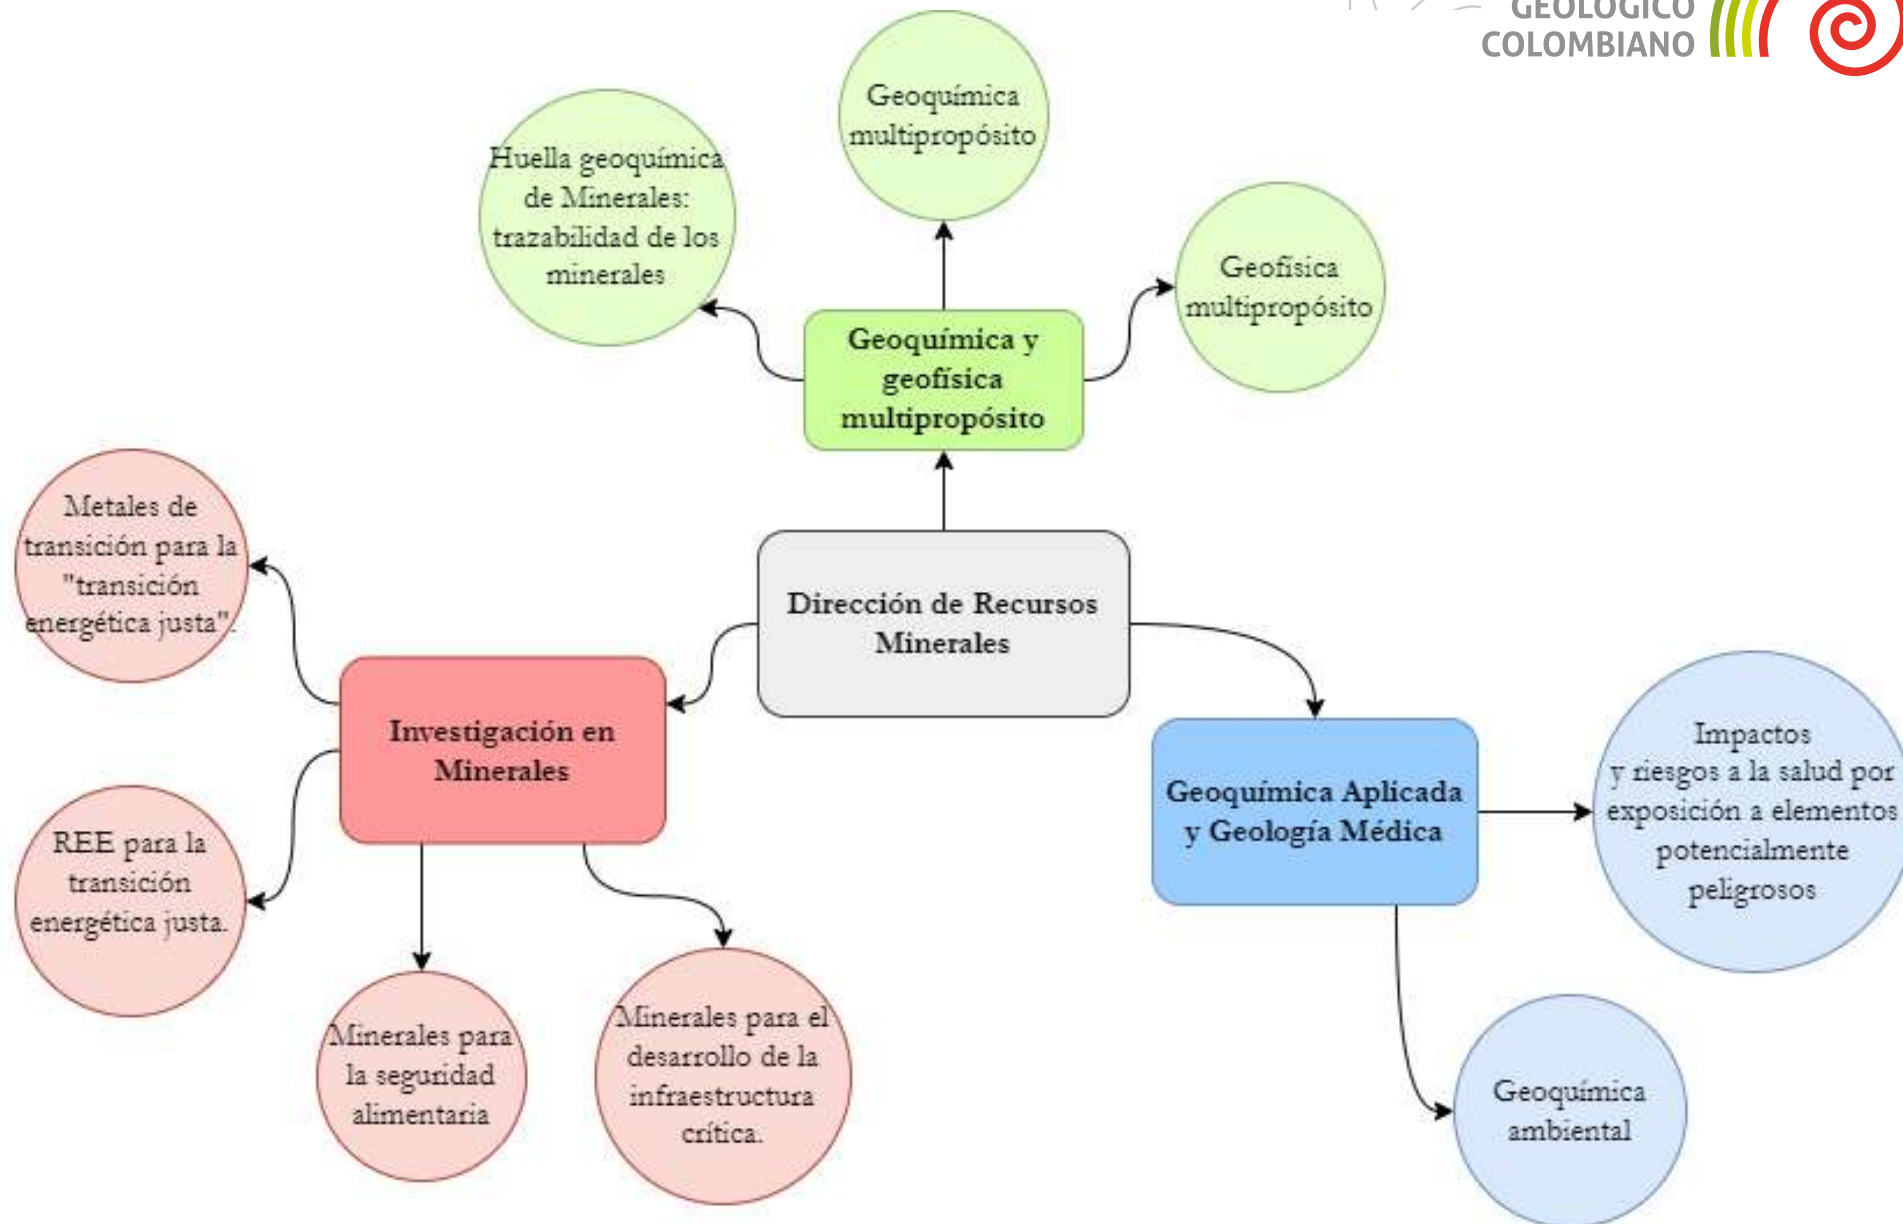 GEOLÓGICO
COLOMBIANO
Geoquímica
multipropósito
Huella geoquímica
de Minerales:
trazabilidad de los
minerales
Geofísica
multipropósito
Geoquímica y
geofísica
multipropósito
Metales de
transición para la
"transición
energética justa".
Dirección de Recursos
Minerales
Investigación en
Minerales
Geoquímica Aplicada
y Geología Médica
Impactos
y riesgos a la salud por
exposición a elementos
potencialmente
peligrosos
REE para la
transición
energética justa.
Minerales para
la seguridad
alimentaria
Minerales para el
desarrollo de la
infraestructura
crítica.
Geoquímica
ambiental